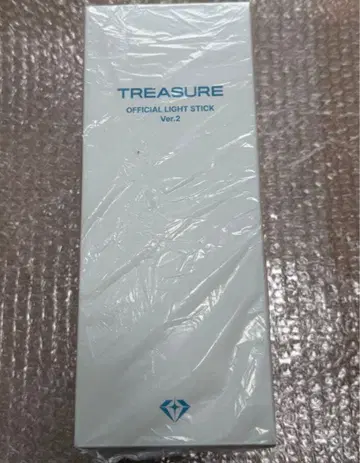 TREASURE
OFFICIAL LIGHT STICK
Ver.2